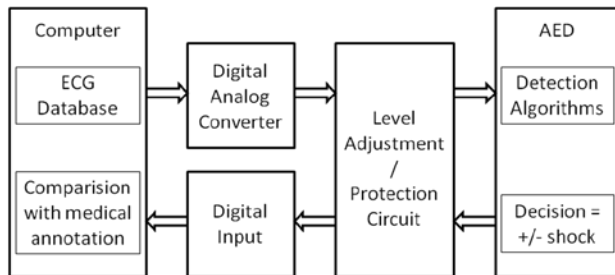 Computer
ECG
Database
Comparision
with medical
annotation
Digital
Analog
Converter
Digital
Input
Level
Adjustment
/
Protection
Circuit
AED
Detection
Algorithms
Decision =
+/- shock